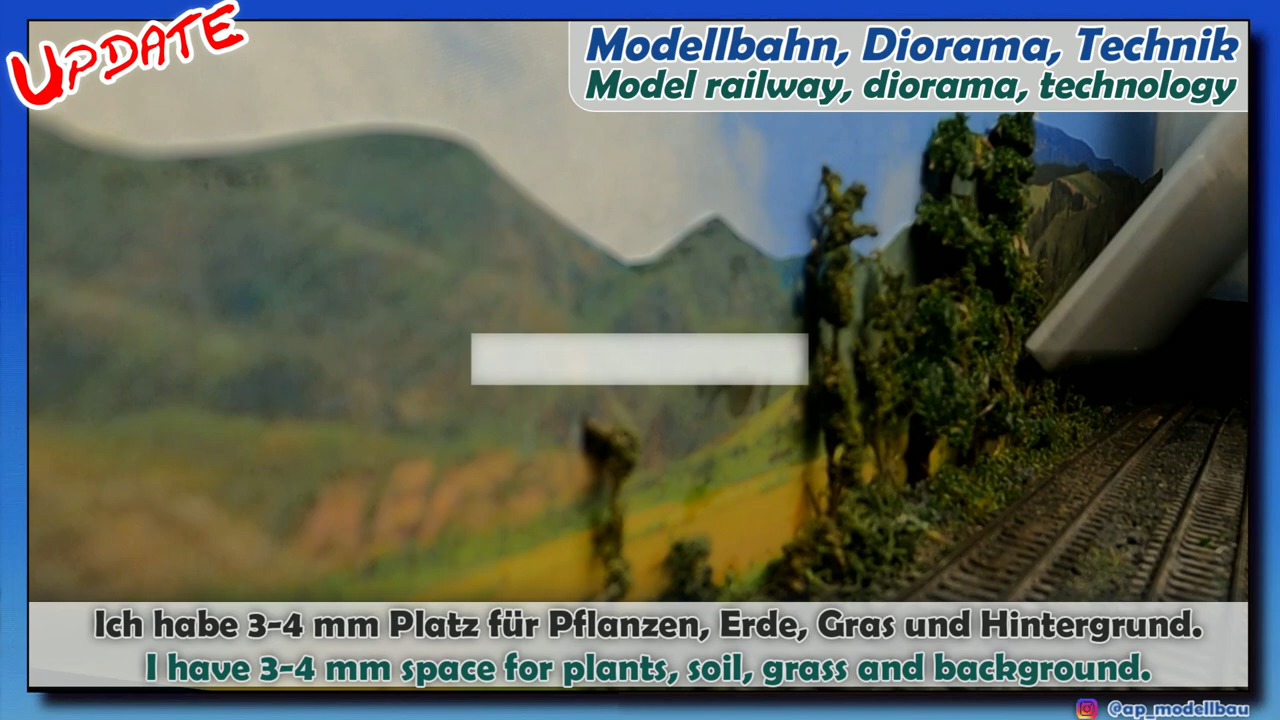 UPDATE
Modellbahn, Diorama, Technik
Model railway, diorama, technology
Ich habe 3-4 mm Platz für Pflanzen, Erde, Gras und Hintergrund.
I have 3-4 mm space for plants, soil, grass and background.
@ap_modellbau